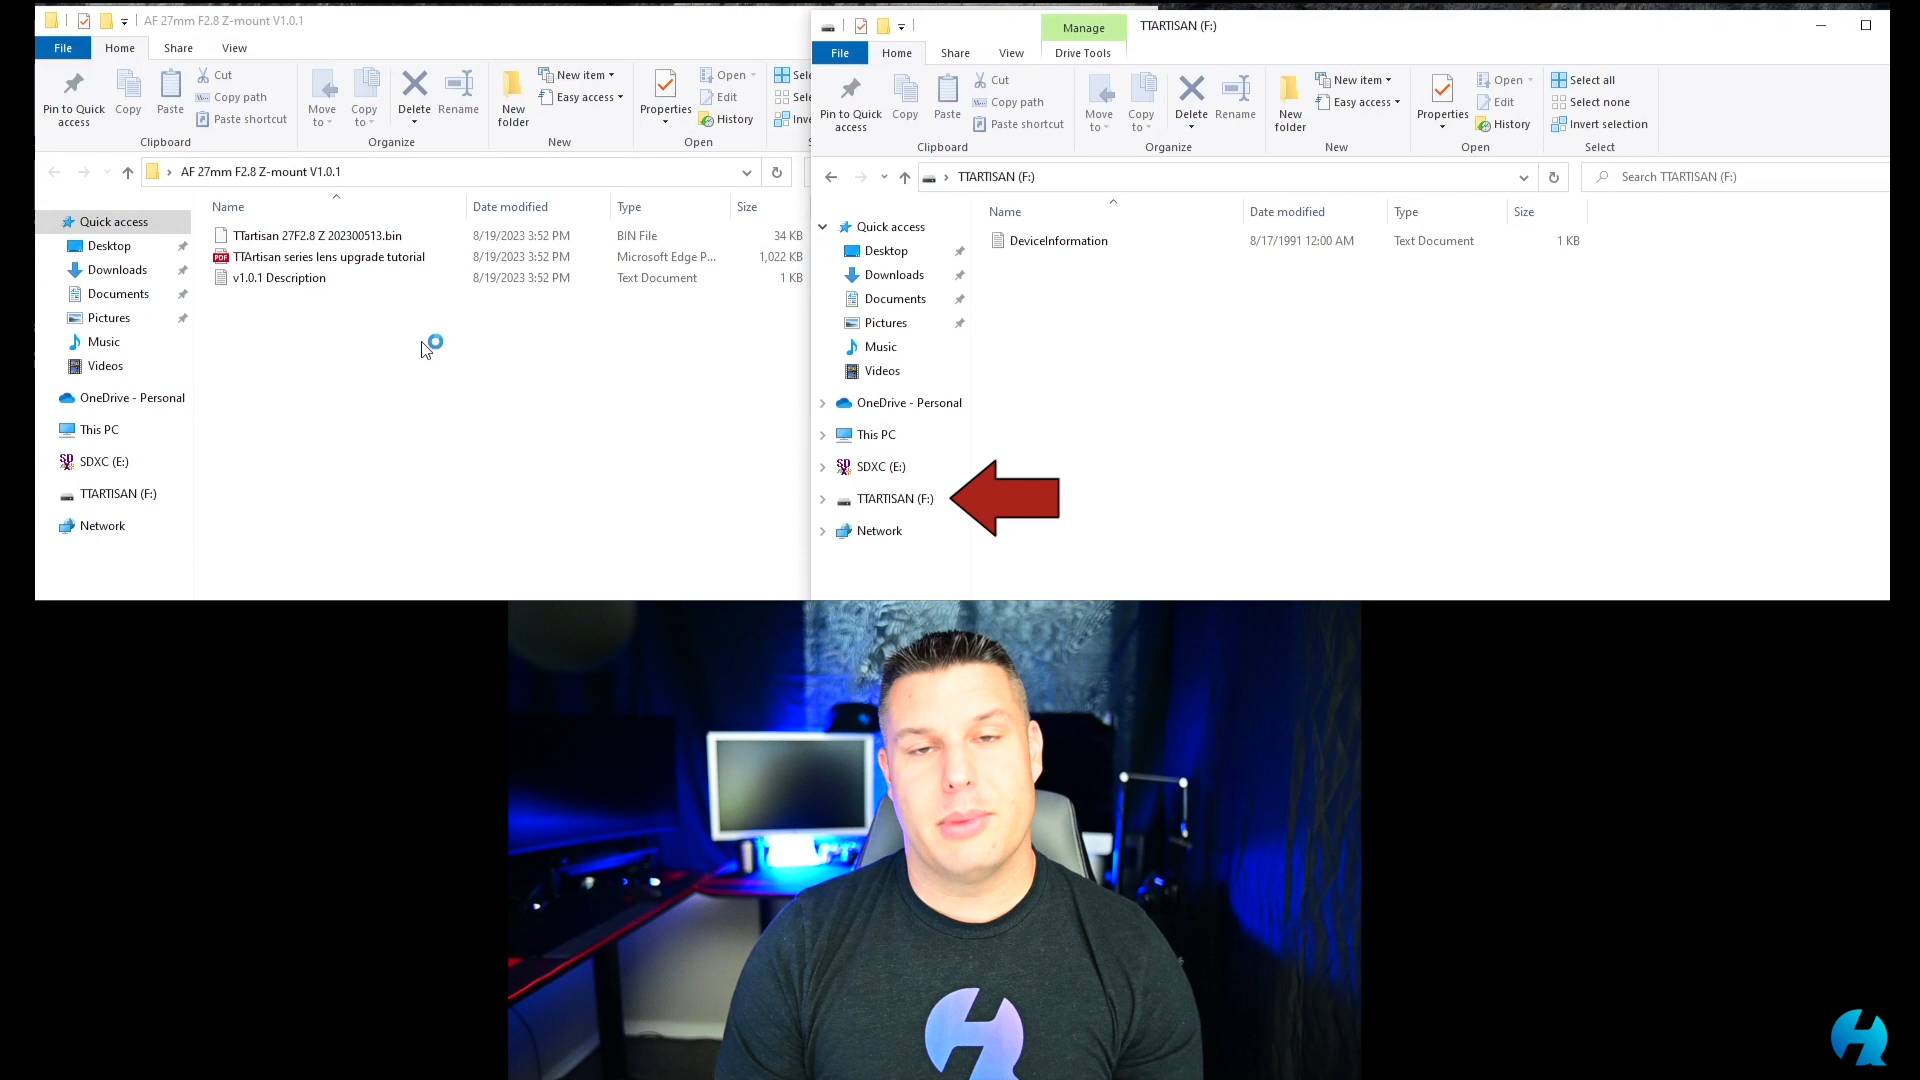 AF 27mm F2.8 Z-mount V1.0.1
File Home Share View
Pin to Quick access
Copy
Paste
Cut
Copy path
Paste shortcut
Clipboard
Move to
Copy to
Delete
Rename
Organize
New folder
New item
Easy access
New
Properties
Open
Edit
History
Open
Sele
Sele
Inve
AF 27mm F2.8 Z-mount V1.0.1
Name Date modified Type Size
TTartisan 27F2.8 Z 202300513.bin 8/19/2023 3:52 PM BIN File 34 KB
TTArtisan series lens upgrade tutorial 8/19/2023 3:52 PM Microsoft Edge P... 1,022 KB
v1.0.1 Description 8/19/2023 3:52 PM Text Document 1 KB
Quick access
Desktop
Downloads
Documents
Pictures
Music
Videos
OneDrive - Personal
This PC
SDXC (E:)
TTARTISAN (F:)
Network
Manage
TTARTISAN (F:)
File Home Share View Drive Tools
Pin to Quick access
Copy
Paste
Cut
Copy path
Paste shortcut
Clipboard
Move to
Copy to
Delete
Rename
Organize
New folder
New item
Easy access
New
Properties
Open
Edit
History
Open
Select all
Select none
Invert selection
Select
TTARTISAN (F:)
Search TTARTISAN (F:)
Name Date modified Type Size
DeviceInformation 8/17/1991 12:00 AM Text Document 1 KB
Quick access
Desktop
Downloads
Documents
Pictures
Music
Videos
OneDrive - Personal
This PC
SDXC (E:)
TTARTISAN (F:)
Network